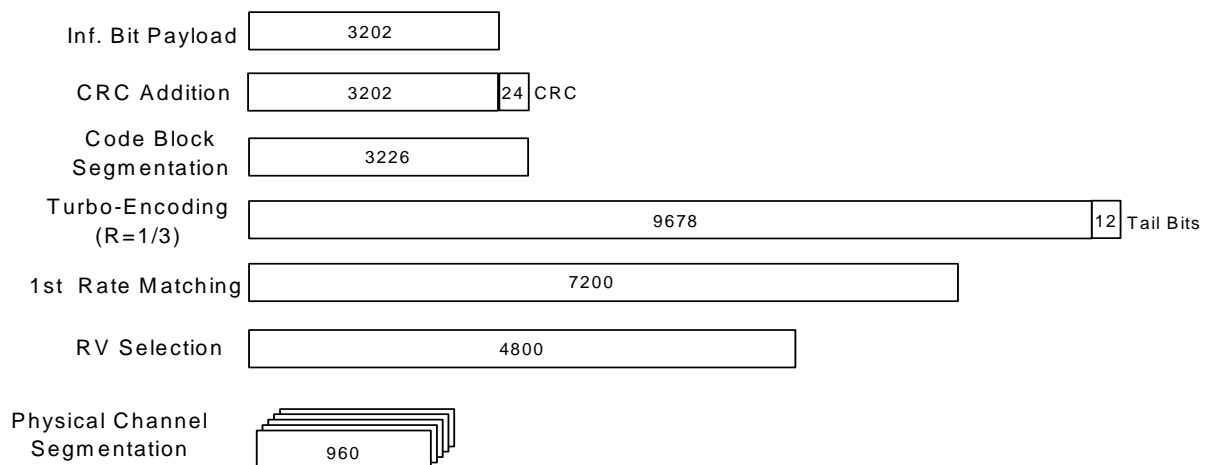 Inf. Bit Payload 3202
CRC Addition 3202 24 CRC
Code Block
Segmentation 3226
Turbo-Encoding
(R=1/3) 9678 12 Tail Bits
1st Rate Matching 7200
RV Selection 4800
Physical Channel
Segmentation 960